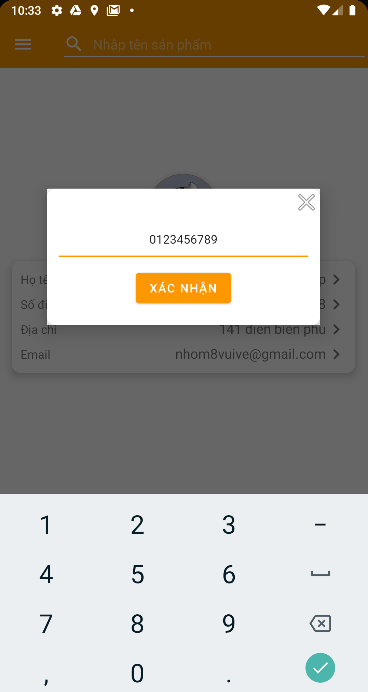 10:33
Nhập tên sản phẩm
0123456789
XÁC NHẬN
Họ tê
Số đi
8
Địa chỉ 141 dien bien phu
Email nhom8vuive@gmail.com
1 2 3 –
4 5 6
7 8 9
, 0 .